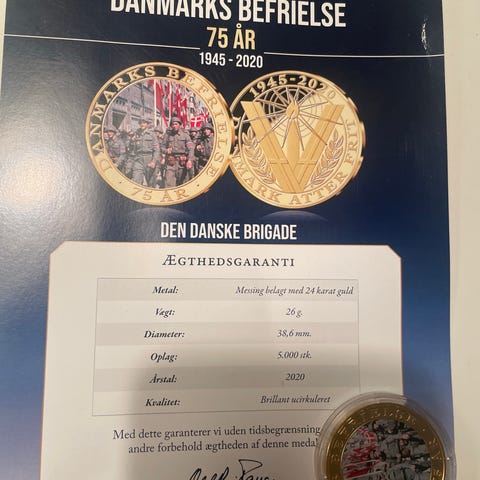 DANMARKS BEFRIELSE
75 ÅR
1945 - 2020
DANMARKS BEFRIELSE
· 75 ÅR ·
1945-2020
DANMARK ATTER FRIT
DEN DANSKE BRIGADE
ÆGTHEDSGARANTI
Metal: Messing belagt med 24 karat guld
Vægt: 26 g.
Diameter: 38,6 mm.
Oplag: 5.000 stk.
Årstal: 2020
Kvalitet: Brillant ucirkuleret
Med dette garanterer vi uden tidsbegrænsning
andre forbehold ægtheden af denne medal
BEFRIELSE